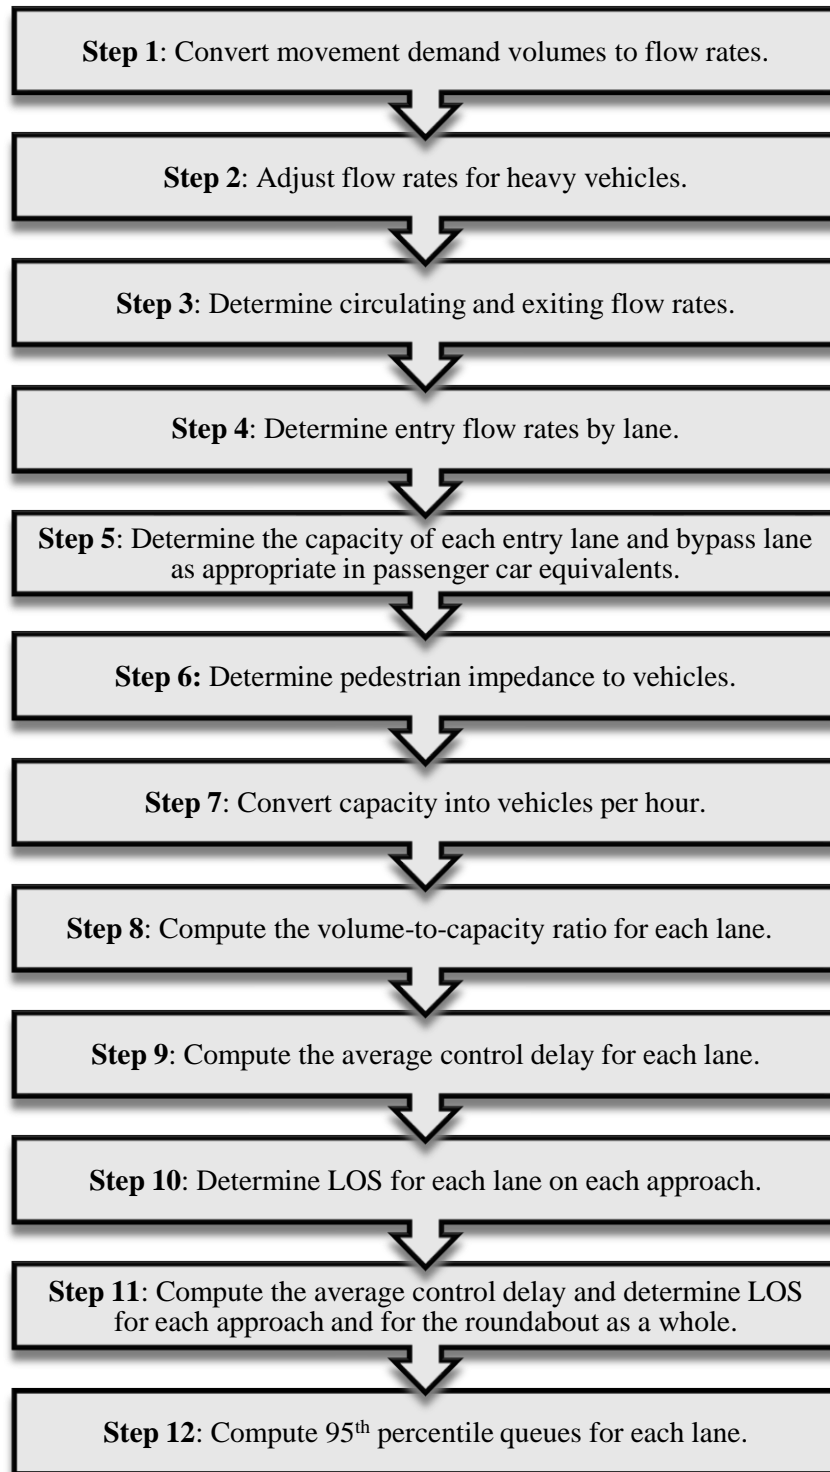 Step 1: Convert movement demand volumes to flow rates.
Step 2: Adjust flow rates for heavy vehicles.
Step 3: Determine circulating and exiting flow rates.
Step 4: Determine entry flow rates by lane.
Step 5: Determine the capacity of each entry lane and bypass lane
as appropriate in passenger car equivalents.
Step 6: Determine pedestrian impedance to vehicles.
Step 7: Convert capacity into vehicles per hour.
Step 8: Compute the volume-to-capacity ratio for each lane.
Step 9: Compute the average control delay for each lane.
Step 10: Determine LOS for each lane on each approach.
Step 11: Compute the average control delay and determine LOS
for each approach and for the roundabout as a whole.
Step 12: Compute 95th percentile queues for each lane.